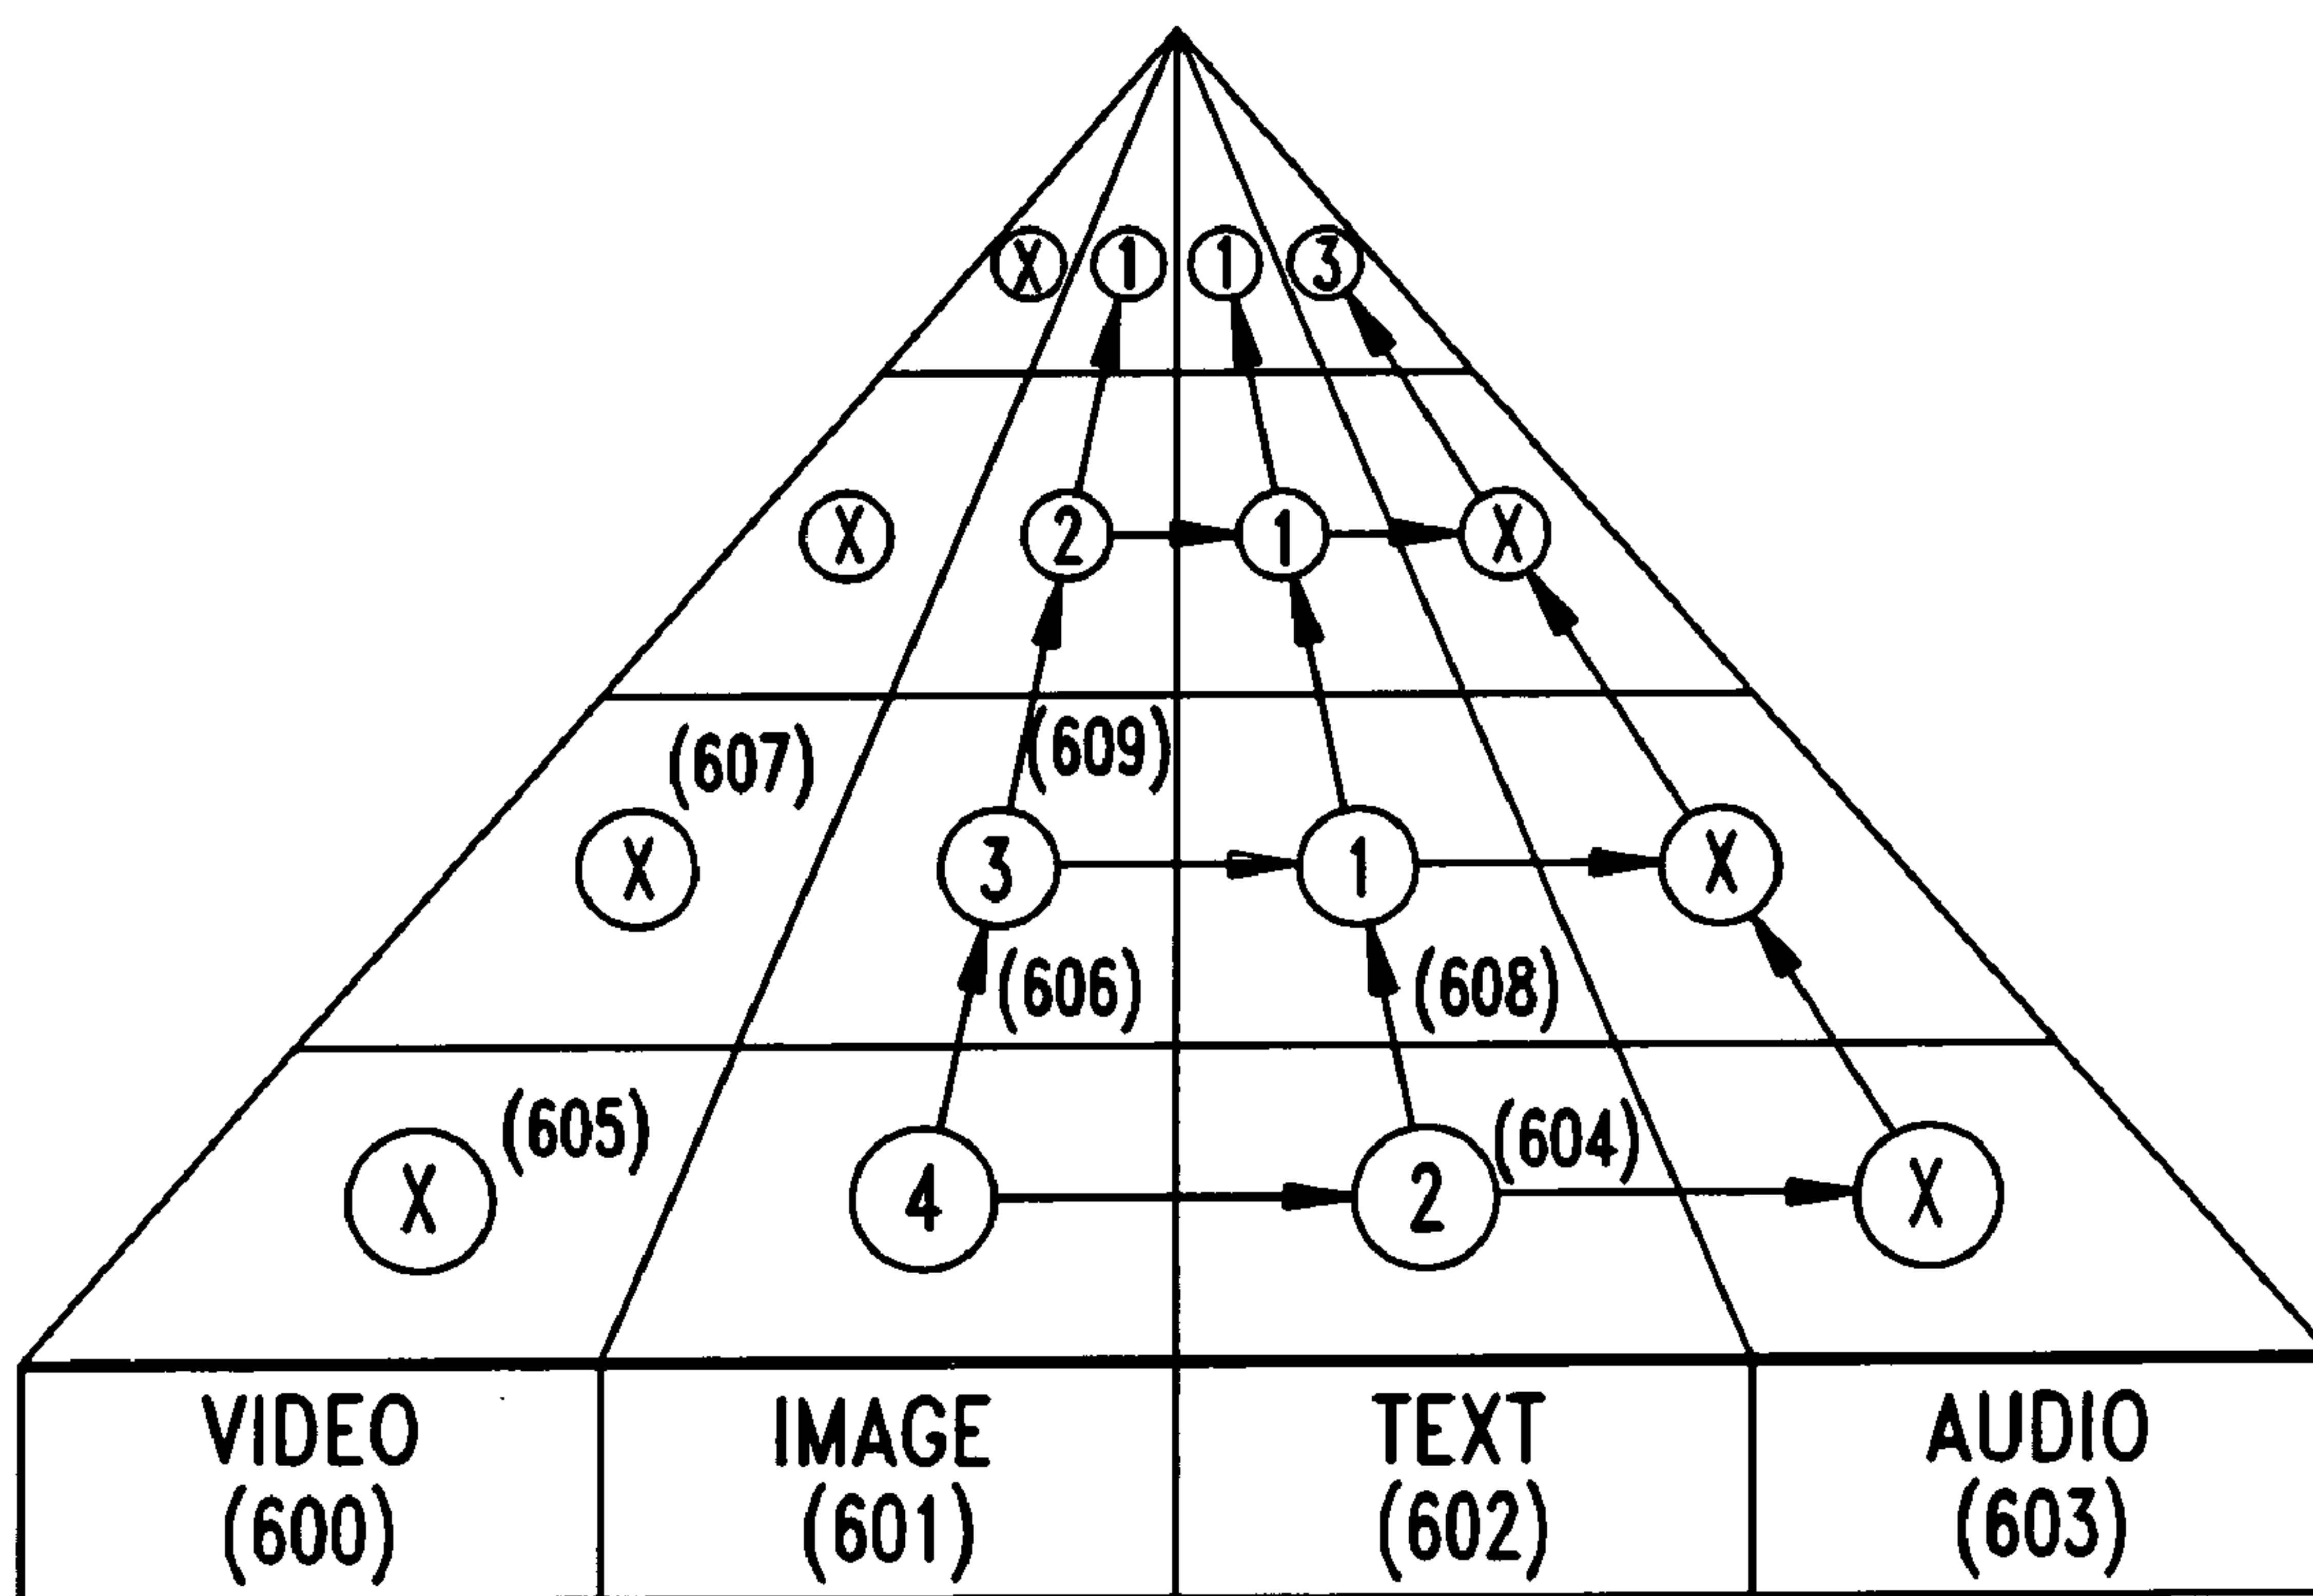 X 1 1 3
X 2 1 X
(607) (609)
X 3 1 X
(606) (608)
(605) (604)
X 4 2 X
VIDEO IMAGE TEXT AUDIO
(600) (601) (602) (603)